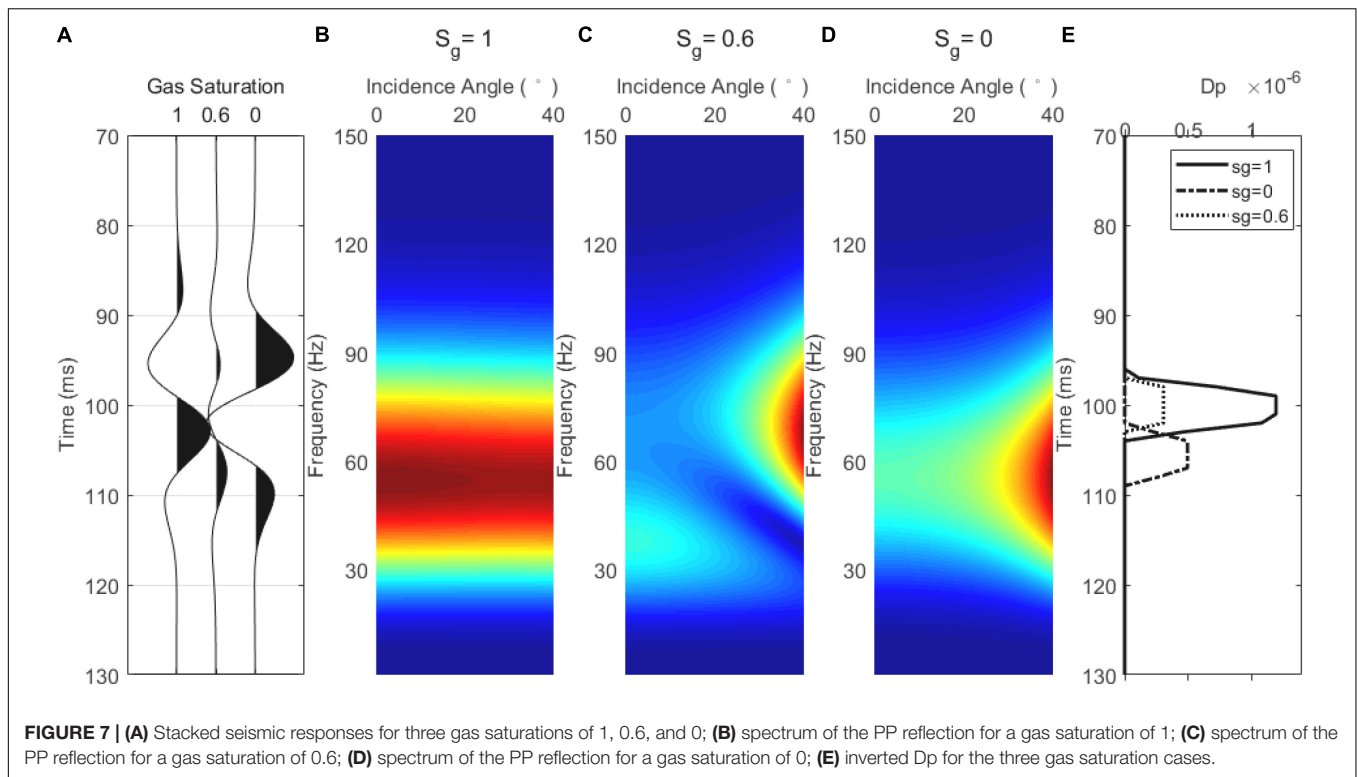 A
B
C
D
E
S_g = 1
S_g = 0.6
S_g = 0
Gas Saturation
Incidence Angle ( ° )
Incidence Angle ( ° )
Incidence Angle ( ° )
Dp ×10^-6
1 0.6 0
0 20 40
0 20 40
0 20 40
0 0.5 1
70
80
90
100
110
120
130
Time (ms)
150
120
90
60
30
Frequency (Hz)
150
120
90
60
30
Frequency (Hz)
150
120
90
60
30
Frequency (Hz)
70
80
90
100
110
120
130
Time (ms)
sg=1
sg=0
sg=0.6
FIGURE 7 | (A) Stacked seismic responses for three gas saturations of 1, 0.6, and 0; (B) spectrum of the PP reflection for a gas saturation of 1; (C) spectrum of the
PP reflection for a gas saturation of 0.6; (D) spectrum of the PP reflection for a gas saturation of 0; (E) inverted Dp for the three gas saturation cases.